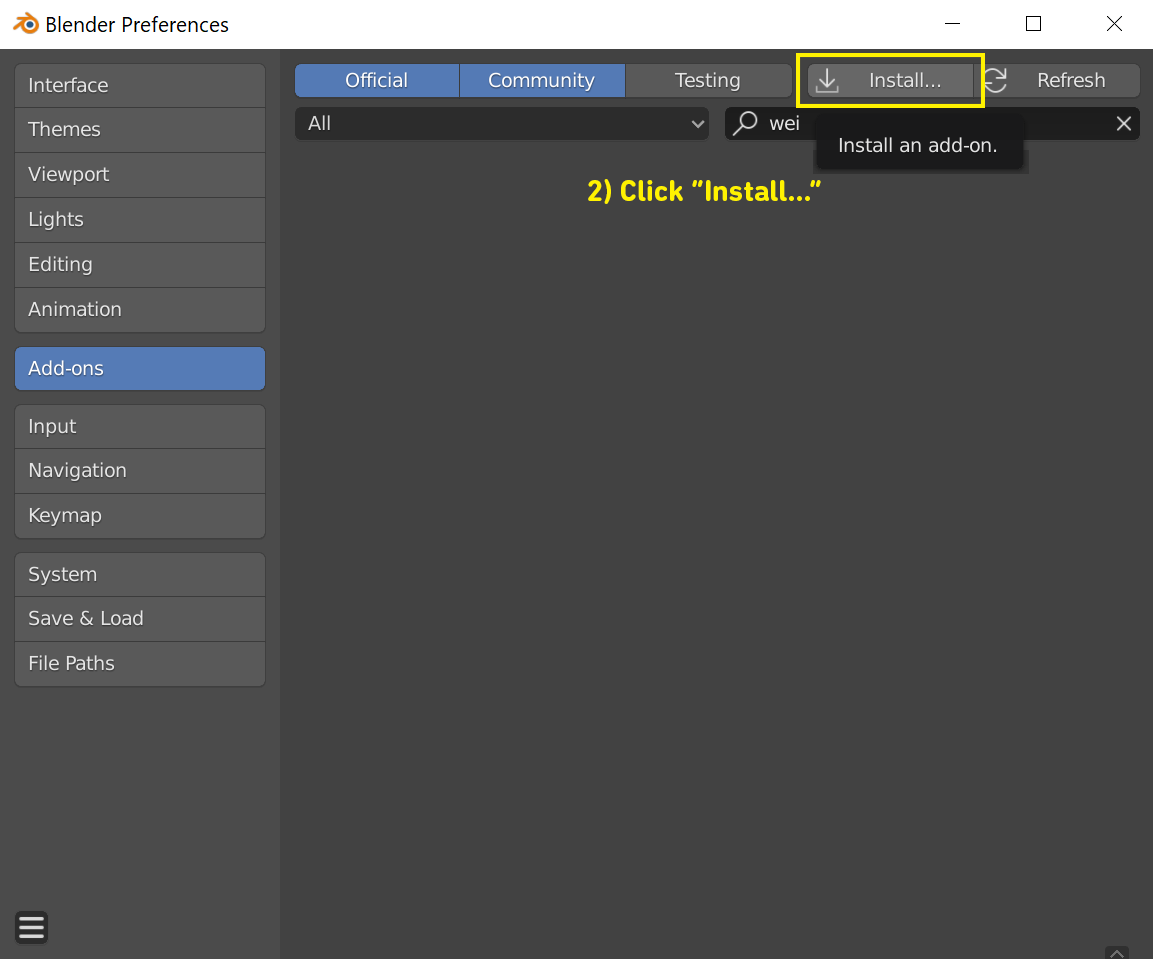 Blender Preferences
Interface
Themes
Viewport
Lights
Editing
Animation
Add-ons
Input
Navigation
Keymap
System
Save & Load
File Paths
Official Community Testing Install... Refresh
All wei
Install an add-on.
2) Click "Install..."